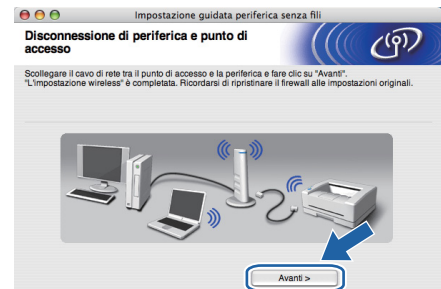 Impostazione guidata periferica senza fili
Disconnessione di periferica e punto di
accesso
Scollegare il cavo di rete tra il punto di accesso e la periferica e fare clic su "Avanti".
"L'impostazione wireless" è completata. Ricordarsi di ripristinare il firewall alle impostazioni originali.
Avanti >